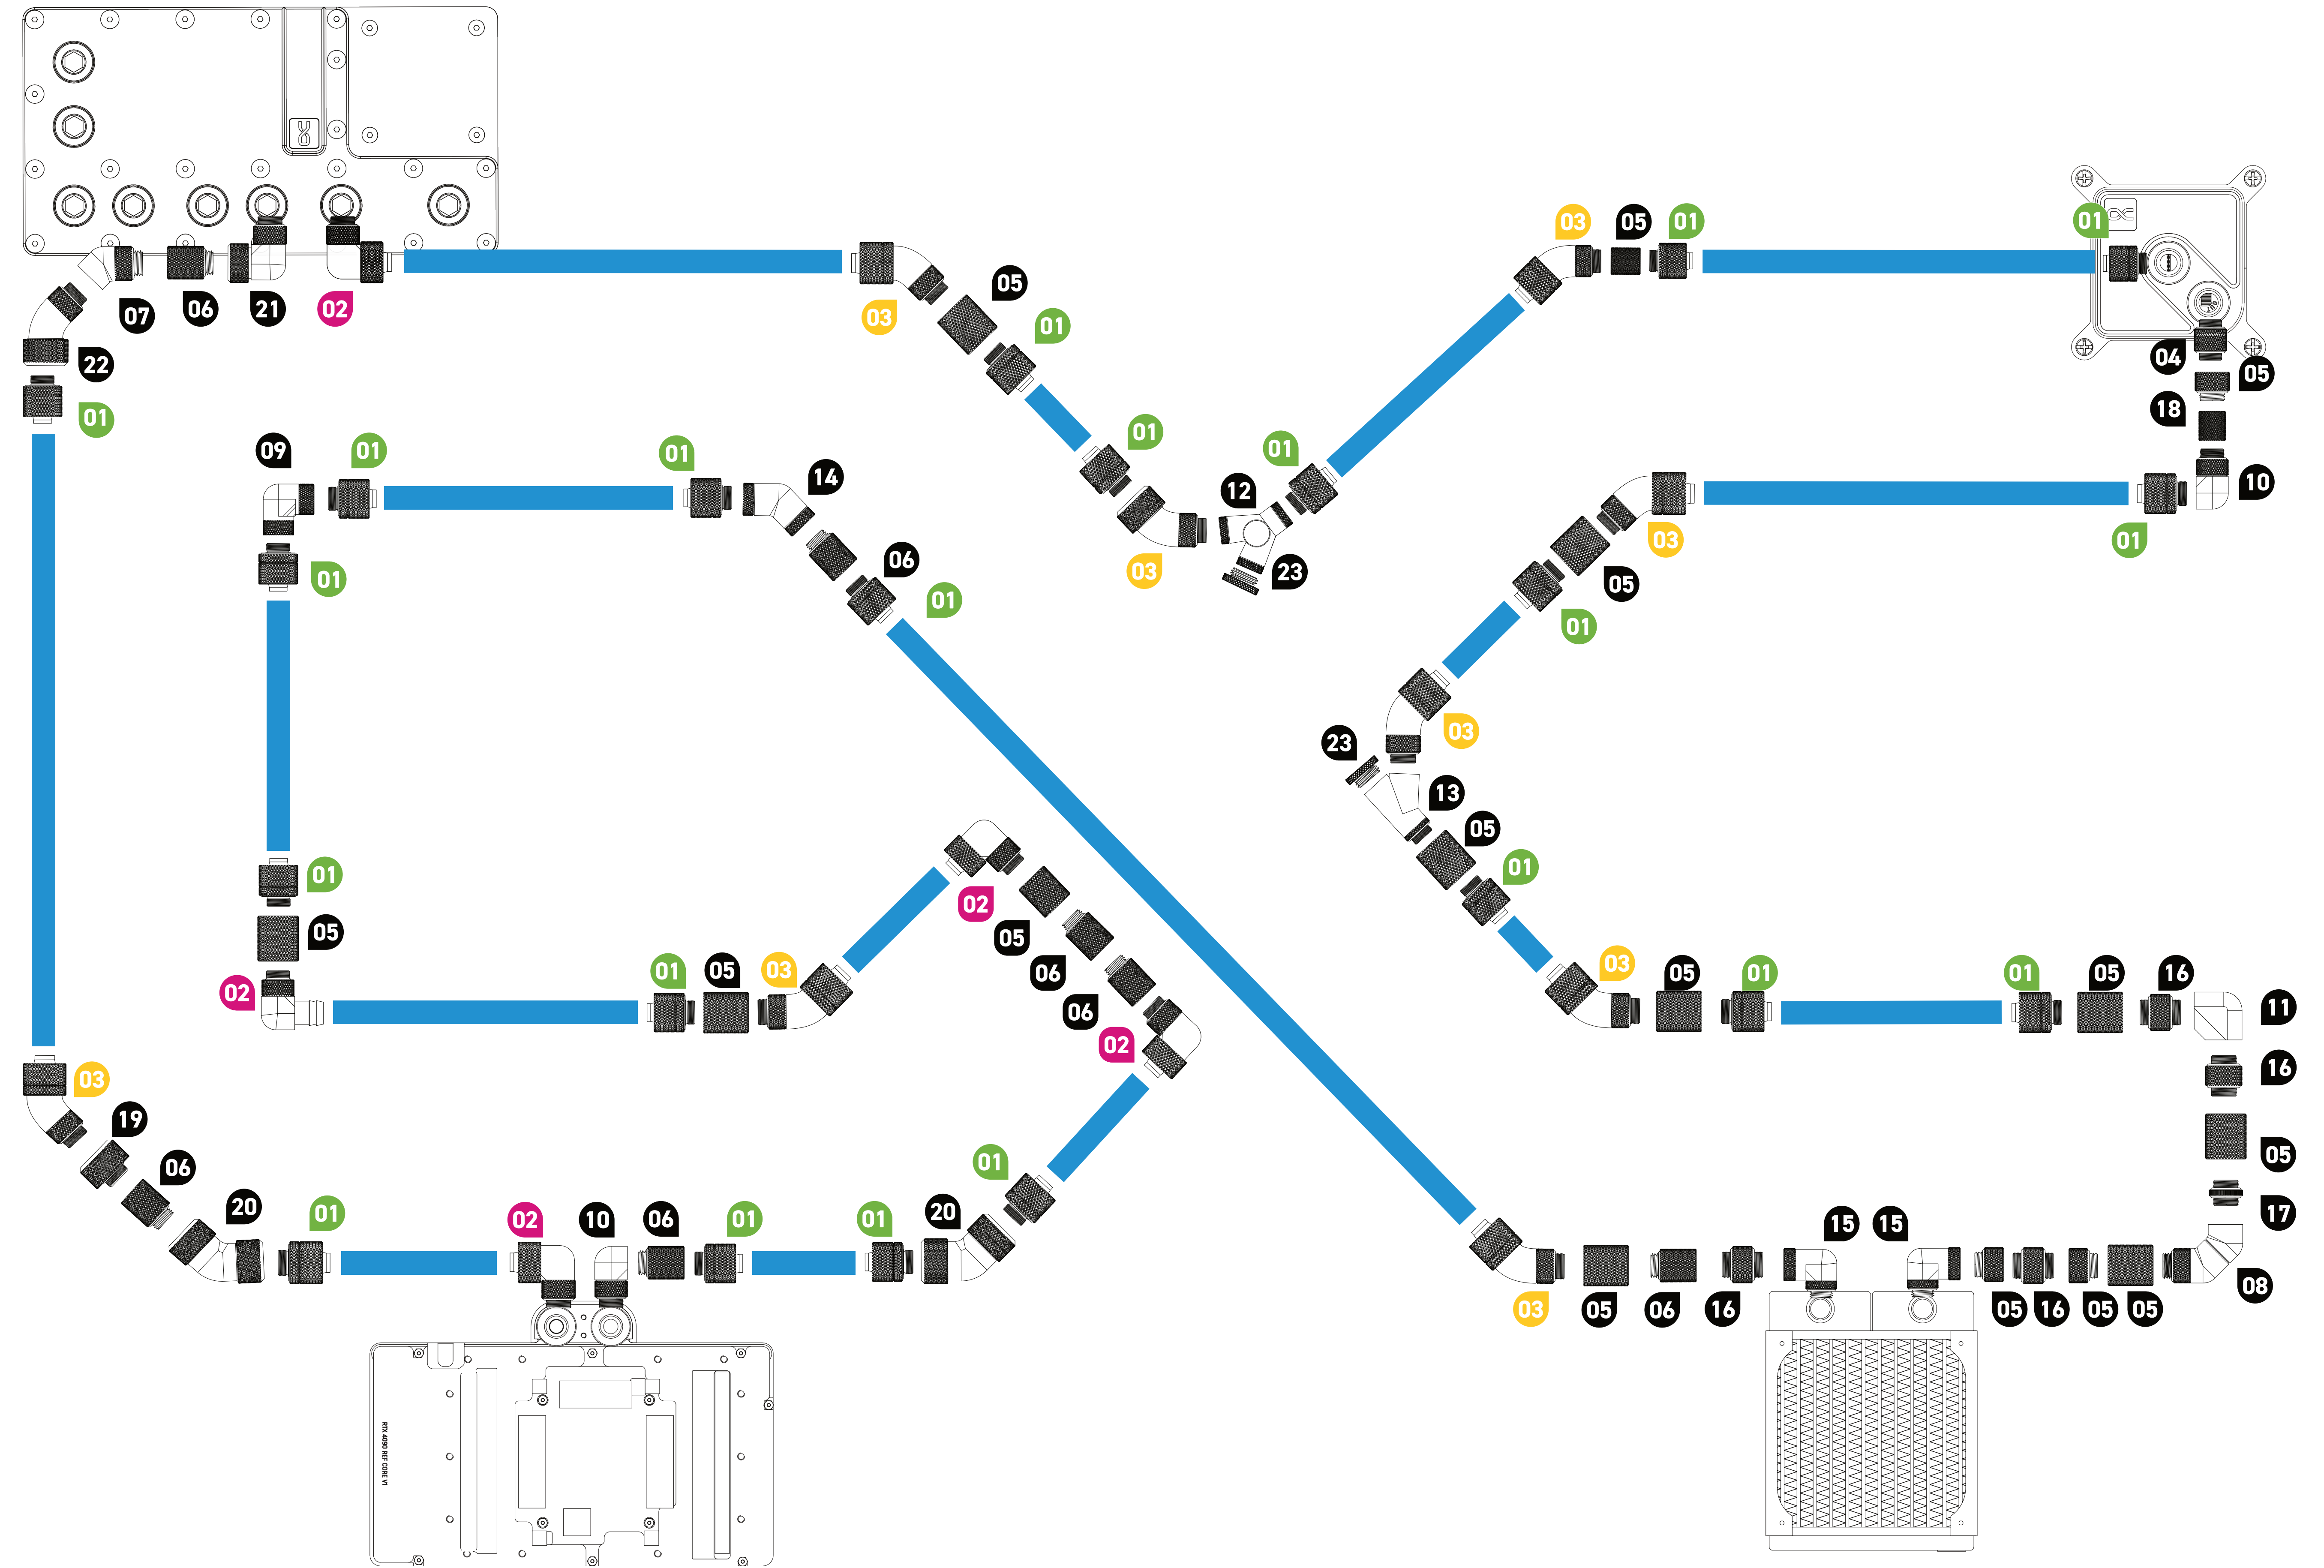 03 05 01 01
07 06 21 02 03 05 01
22 04 05
01 18
09 01 01 14 01 01 12 10
01 06 01 03 23 03 01
05 01
23 03
13
01 05 01
02 05 03 02
02 01 05 03 05 06 06 02
03 05 01 01 05 16 11
03 16
19 05
06 01 17
20 01 02 10 06 01 01 20 15 15
03 05 06 16 05 16 05 05 08
RTX 4090 REF CORE V1